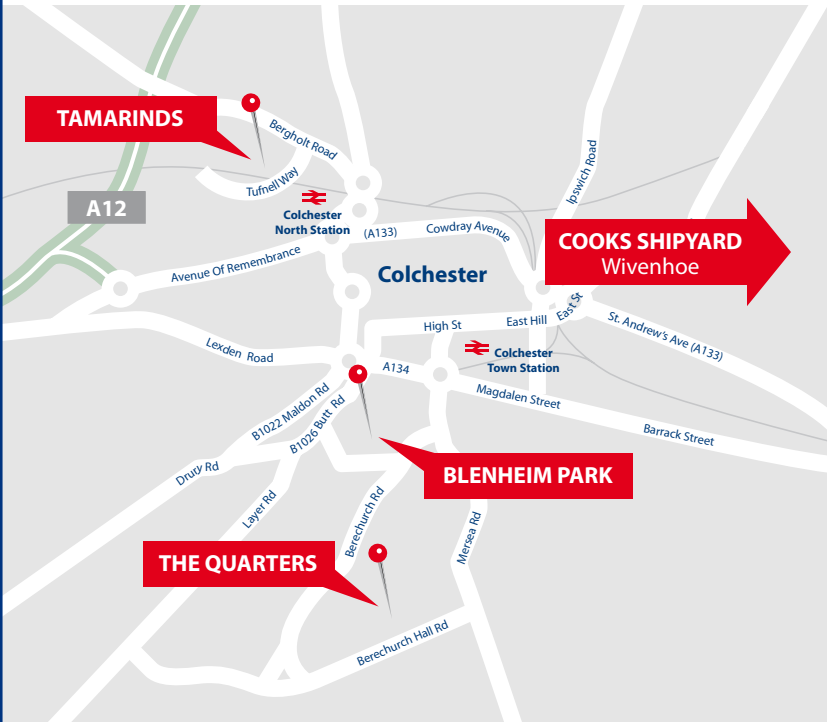 TAMARINDS
Bergholt Road
Tufnell Way
Ipswich Road
A12
Colchester
North Station
(A133)
Cowdray Avenue
COOKS SHIPYARD
Wivenhoe
Avenue Of Remembrance
Colchester
High St
East Hill
East St
St. Andrew's Ave (A133)
Lexden Road
Colchester
Town Station
A134
Magdalen Street
B1022 Maldon Rd
B1026 Butt Rd
Barrack Street
Drury Rd
BLENHEIM PARK
Layer Rd
Berechurch Rd
Mersea Rd
THE QUARTERS
Berechurch Hall Rd